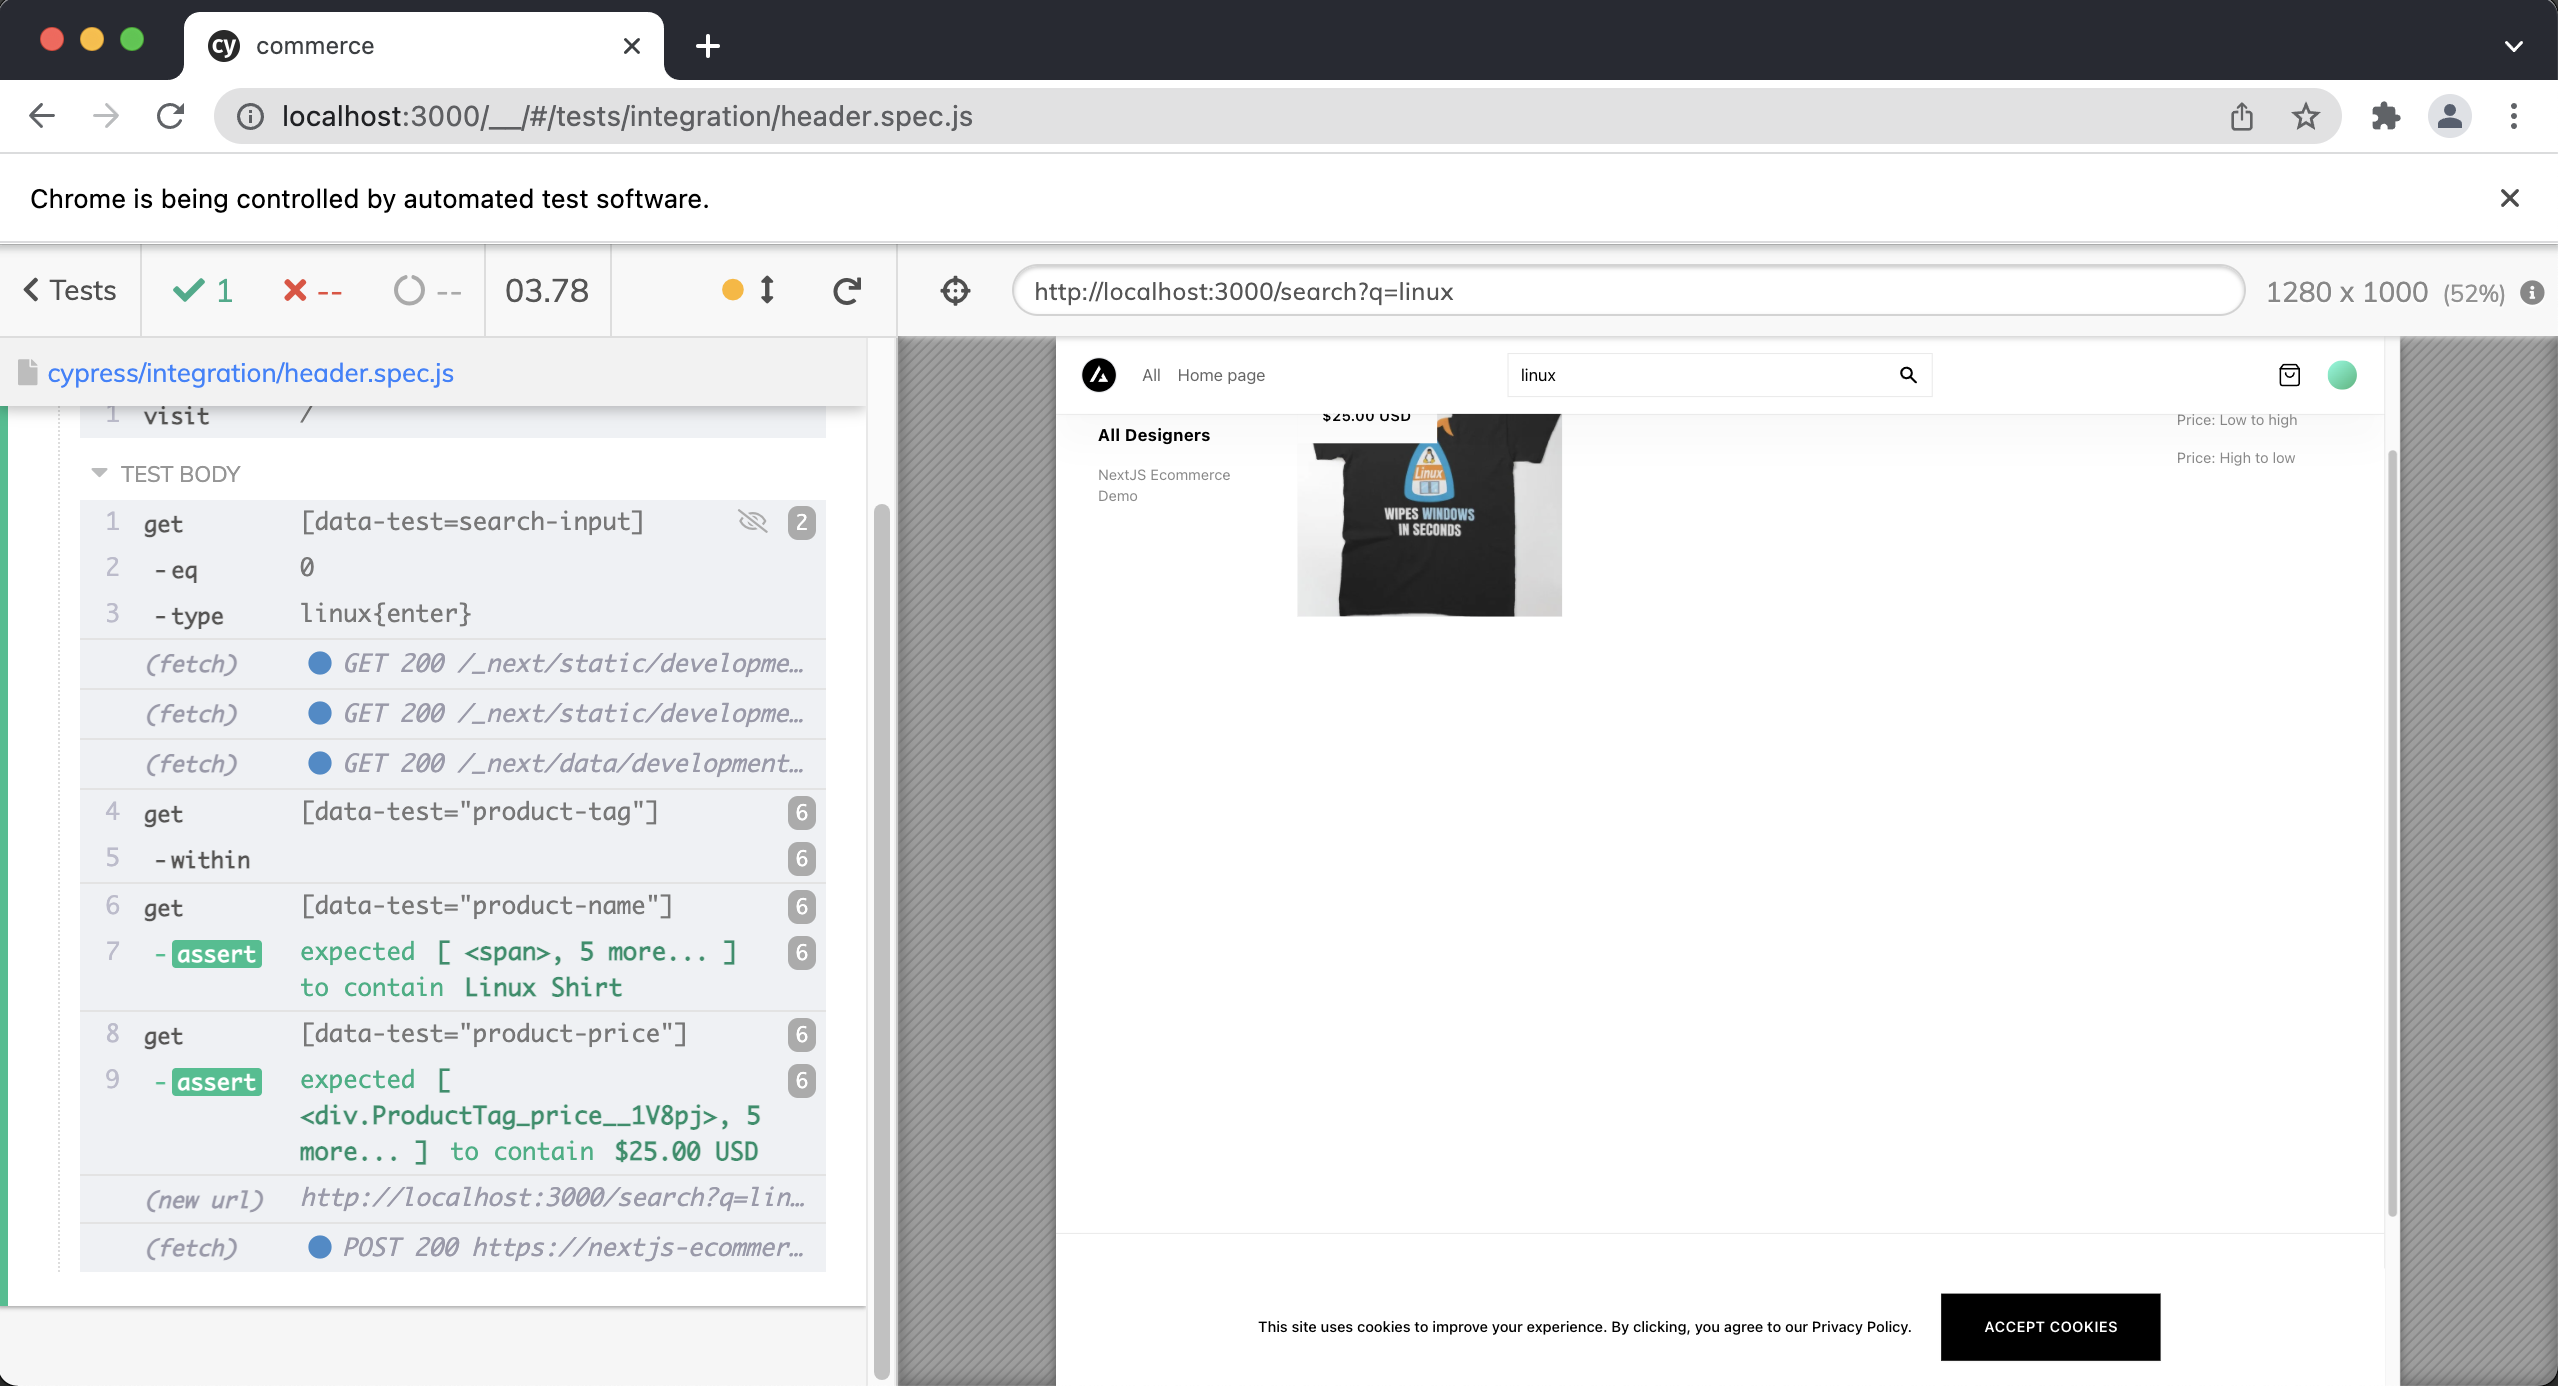 cy commerce
localhost:3000/__/#/tests/integration/header.spec.js
Chrome is being controlled by automated test software.
Tests 1 -- -- 03.78 http://localhost:3000/search?q=linux 1280 x 1000 (52%)
cypress/integration/header.spec.js
1 visit /
TEST BODY
1 get [data-test=search-input] 2
2 -eq 0
3 -type linux{enter}
(fetch) GET 200 /_next/static/developme…
(fetch) GET 200 /_next/static/developme…
(fetch) GET 200 /_next/data/development…
4 get [data-test="product-tag"] 6
5 -within 6
6 get [data-test="product-name"] 6
7 -assert expected [ <span>, 5 more... ] 6
to contain Linux Shirt
8 get [data-test="product-price"] 6
9 -assert expected [ 6
<div.ProductTag_price__1V8pj>, 5
more... ] to contain $25.00 USD
(new url) http://localhost:3000/search?q=lin…
(fetch) POST 200 https://nextjs-ecommer…
All Home page linux
$25.00 USD Price: Low to high
All Designers
Price: High to low
NextJS Ecommerce
Demo
Linux
WIPES WINDOWS
IN SECONDS
This site uses cookies to improve your experience. By clicking, you agree to our Privacy Policy. ACCEPT COOKIES